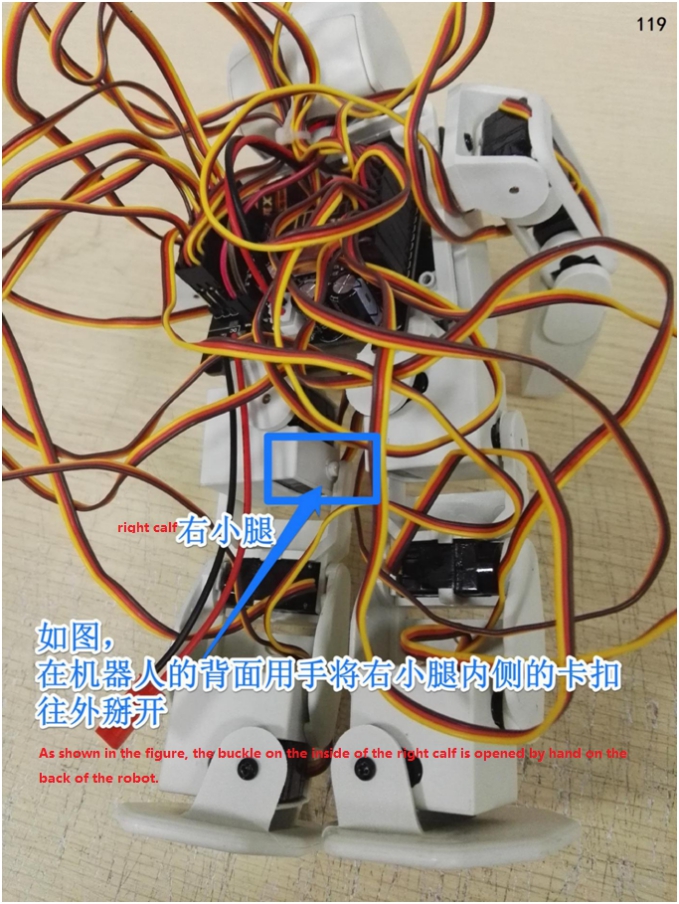 119
right calf 右小腿
如图，
在机器人的背面用手将右小腿内侧的卡扣
往外掰开
As shown in the figure, the buckle on the inside of the right calf is opened by hand on the
back of the robot.